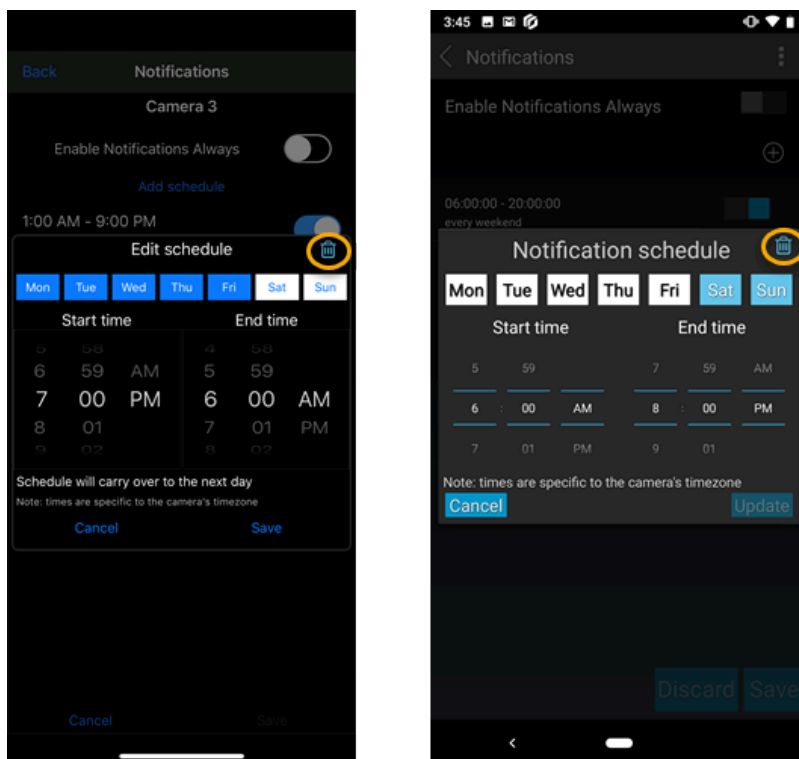 Back Notifications
Camera 3
Enable Notifications Always
Add schedule
1:00 AM - 9:00 PM
Edit schedule
Mon Tue Wed Thu Fri Sat Sun
Start time End time
5 58 4 58
6 59 AM 5 59
7 00 PM 6 00 AM
8 01 7 01 PM
9 02 8 02
Schedule will carry over to the next day
Note: times are specific to the camera's timezone
Cancel Save
Cancel Save
3:45
Notifications
Enable Notifications Always
06:00:00 - 20:00:00
every weekend
Notification schedule
Mon Tue Wed Thu Fri Sat Sun
Start time End time
5 59 7 59 AM
6 : 00 AM 8 : 00 PM
7 01 PM 9 01
Note: times are specific to the camera's timezone
Cancel Update
Discard Save